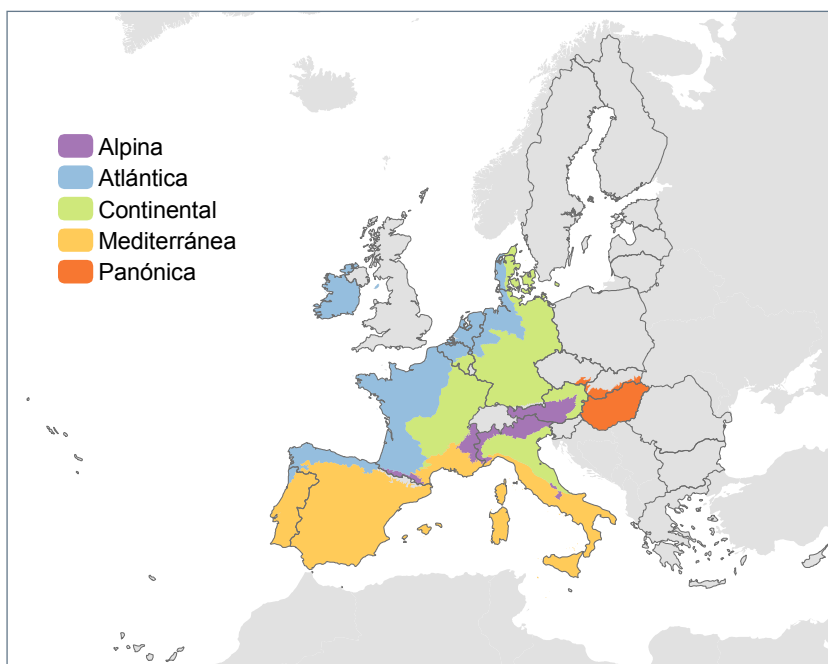 Alpina
Atlántica
Continental
Mediterránea
Panónica